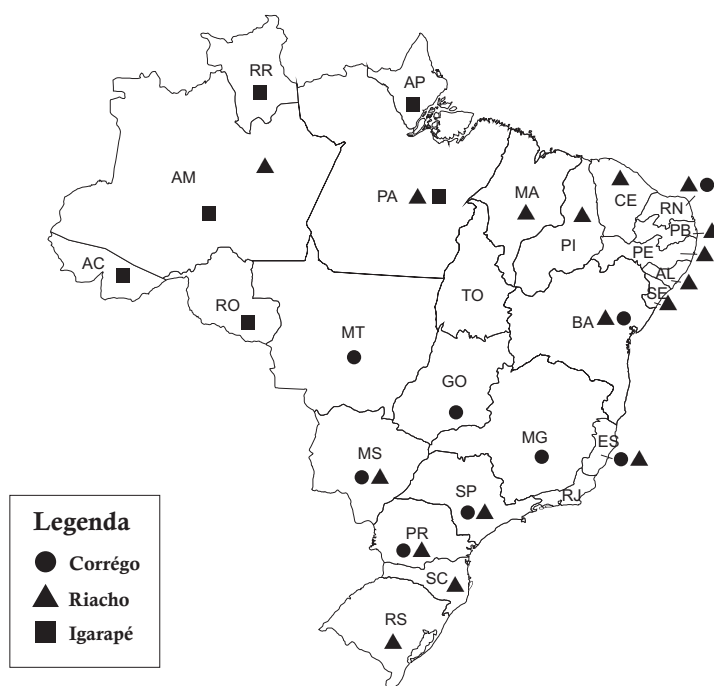 RR
AP
AM
PA
MA
CE
RN
PB
PI
PE
AL
SE
AC
RO
TO
BA
MT
GO
MG
ES
MS
SP
RJ
PR
SC
RS
Legenda
Corrégo
Riacho
Igarapé